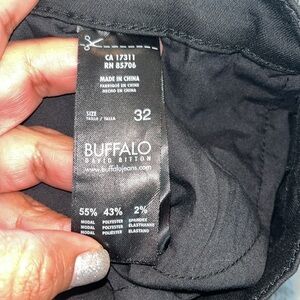 CA 17311
RN 85706
MADE IN CHINA
FABRIQUÉ EN CHINE
HECHO EN CHINA
SIZE 32
TAILLE / TALLA
BUFFALO
DAVID BITTON
www.buffalojeans.com
55% 43% 2%
MODAL POLYESTER SPANDEX
MODAL POLYESTER ELASTHANNE
MODAL POLIESTER ELASTANO